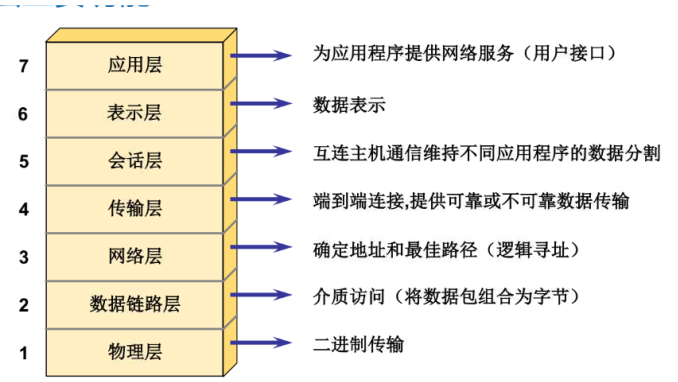 7 应用层 为应用程序提供网络服务（用户接口）
6 表示层 数据表示
5 会话层 互连主机通信维持不同应用程序的数据分割
4 传输层 端到端连接,提供可靠或不可靠数据传输
3 网络层 确定地址和最佳路径（逻辑寻址）
2 数据链路层 介质访问（将数据包组合为字节）
1 物理层 二进制传输